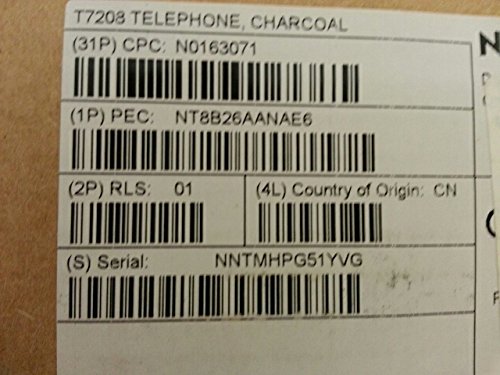 T7208 TELEPHONE, CHARCOAL
(31P) CPC: N0163071
(1P) PEC: NT8B26AANAE6
(2P) RLS: 01
(4L) Country of Origin: CN
(S) Serial: NNTMHPG51YVG